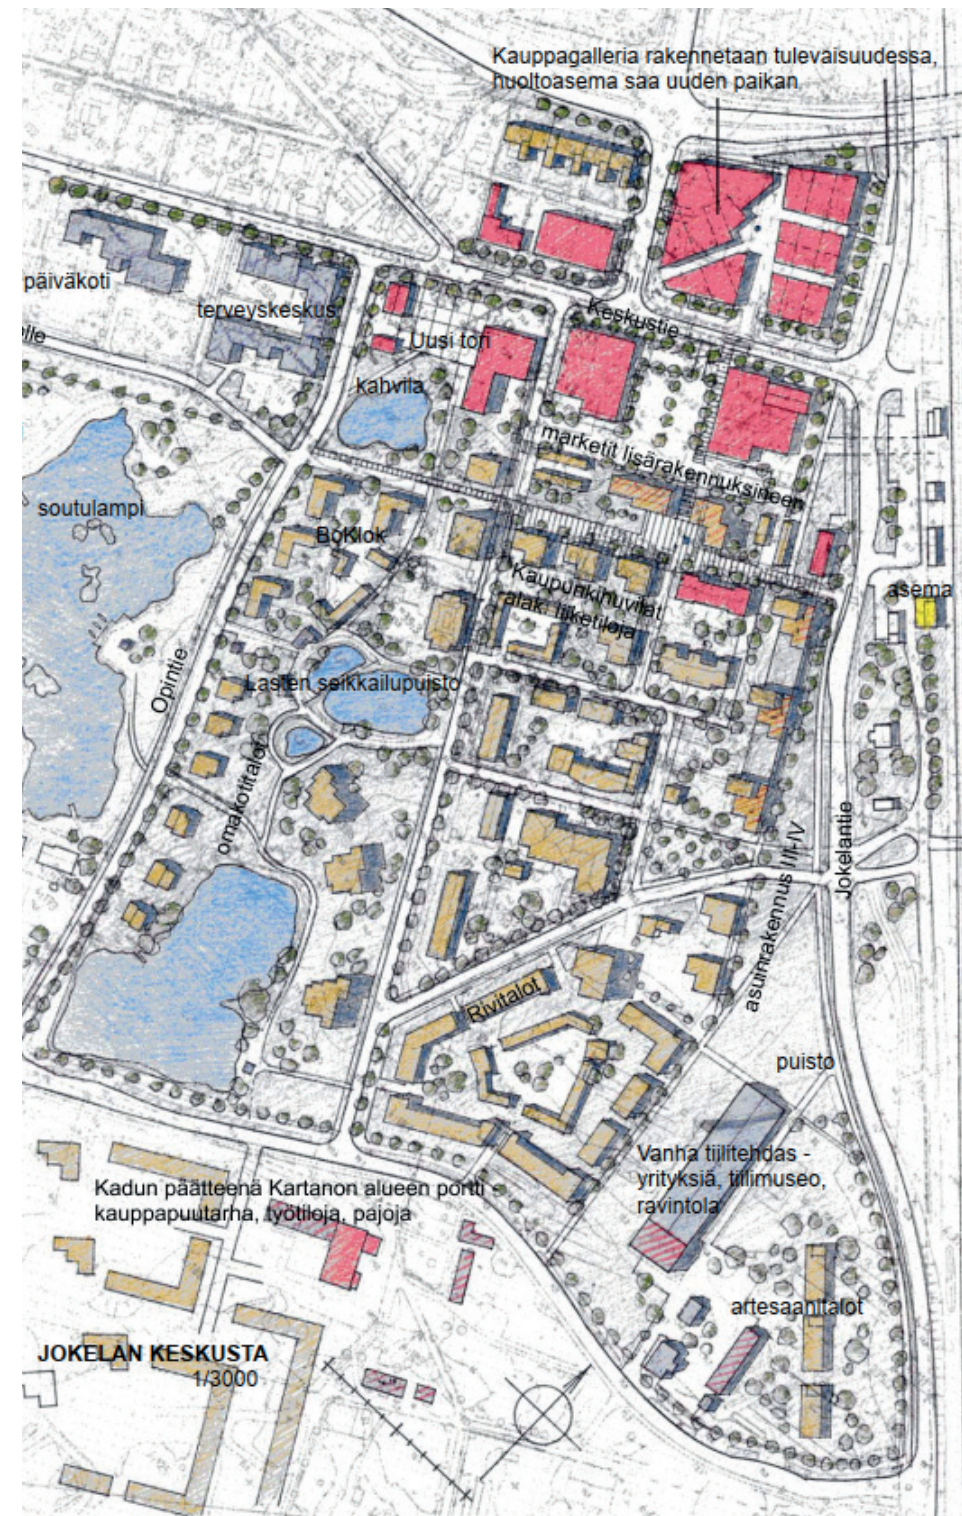 Kauppagalleria rakennetaan tulevaisuudessa,
huoltoasema saa uuden paikan
päiväkoti
terveyskeskus
Keskustie
Uusi tori
kahvila
marketit lisärakennuksineen
soutulampi
BoKlok
Kaupunkihuvilat
alak. liiketiloja
asema
Opintie
Lasten seikkailupuisto
omakotitalot
Jokelantie
asuinrakennus III-IV
Rivitalot
puisto
Vanha tiilitehdas -
yrityksiä, tiilimuseo,
ravintola
Kadun päätteenä Kartanon alueen portti
kauppapuutarha, työtiloja, pajoja
artesaanitalot
JOKELAN KESKUSTA
1/3000